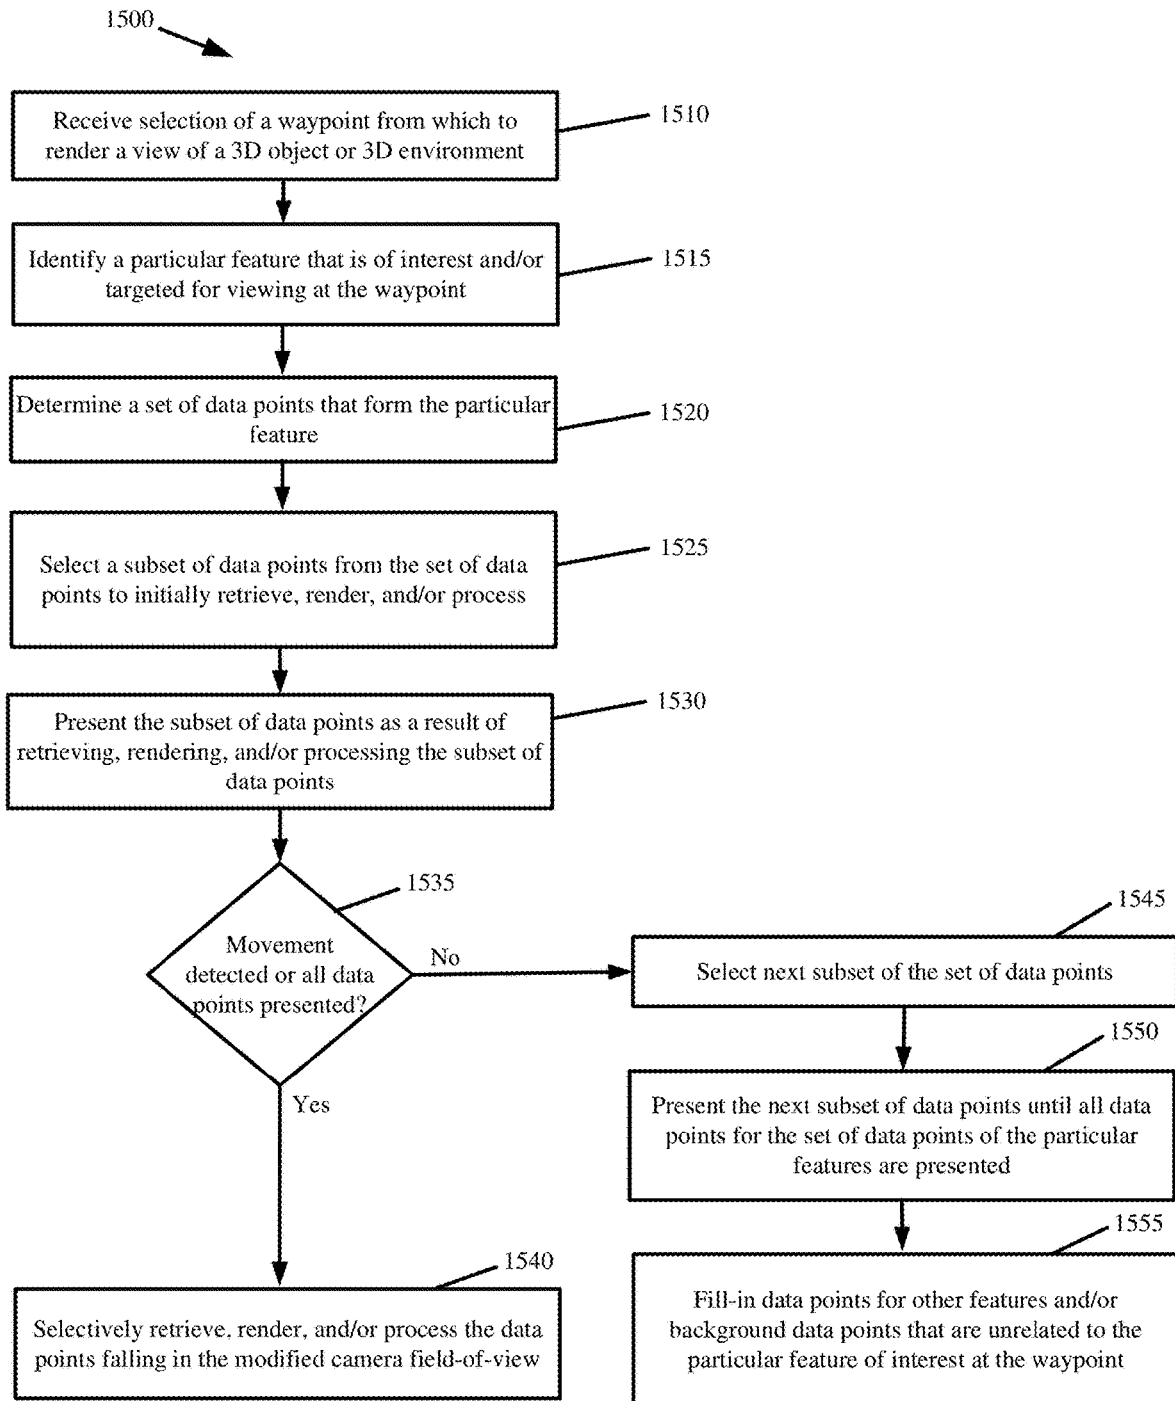 1500
Receive selection of a waypoint from which to
render a view of a 3D object or 3D environment
1510
Identify a particular feature that is of interest and/or
targeted for viewing at the waypoint
1515
Determine a set of data points that form the particular
feature
1520
Select a subset of data points from the set of data
points to initially retrieve, render, and/or process
1525
Present the subset of data points as a result of
retrieving, rendering, and/or processing the subset of
data points
1530
Movement
detected or all data
points presented?
1535
No
Yes
Selectively retrieve, render, and/or process the data
points falling in the modified camera field-of-view
1540
Select next subset of the set of data points
1545
Present the next subset of data points until all data
points for the set of data points of the particular
features are presented
1550
Fill-in data points for other features and/or
background data points that are unrelated to the
particular feature of interest at the waypoint
1555